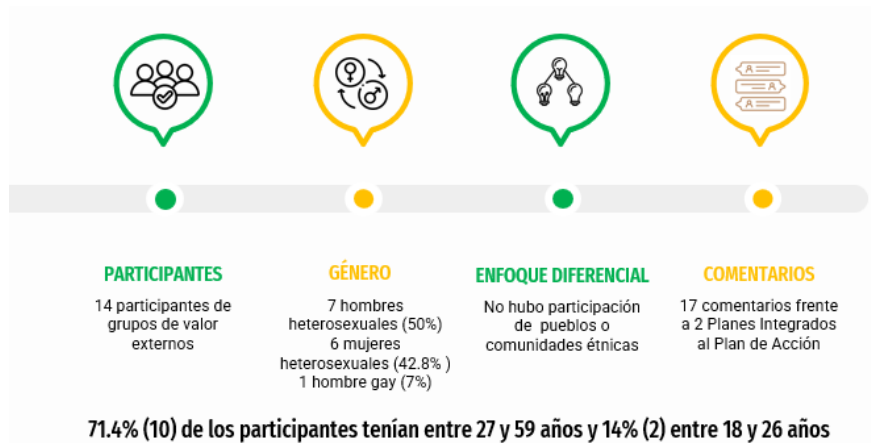 PARTICIPANTES
14 participantes de
grupos de valor
externos
GÉNERO
7 hombres
heterosexuales (50%)
6 mujeres
heterosexuales (42.8% )
1 hombre gay (7%)
ENFOQUE DIFERENCIAL
No hubo participación
de pueblos o
comunidades étnicas
COMENTARIOS
17 comentarios frente
a 2 Planes Integrados
al Plan de Acción
71.4% (10) de los participantes tenían entre 27 y 59 años y 14% (2) entre 18 y 26 años